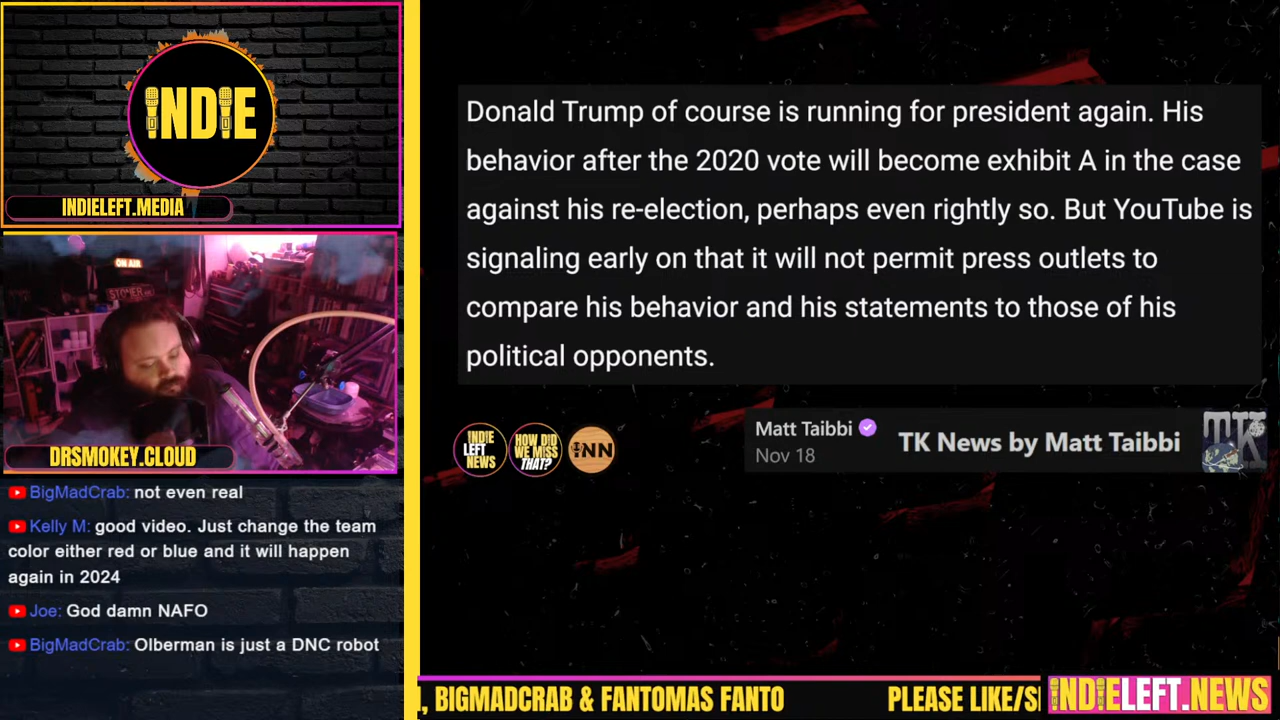 INDIE
INDIELEFT.MEDIA
ON AIR
STONER
DRSMOKEY.CLOUD
BigMadCrab: not even real
Kelly M: good video. Just change the team
color either red or blue and it will happen
again in 2024
Joe: God damn NAFO
BigMadCrab: Olberman is just a DNC robot
Donald Trump of course is running for president again. His
behavior after the 2020 vote will become exhibit A in the case
against his re-election, perhaps even rightly so. But YouTube is
signaling early on that it will not permit press outlets to
compare his behavior and his statements to those of his
political opponents.
INDIE
LEFT
NEWS
HOW DID
WE MISS
THAT?
INN
Matt Taibbi
Nov 18
TK News by Matt Taibbi
TK
, BIGMADCRAB & FANTOMAS FANTO
PLEASE LIKE/S
INDIELEFT.NEWS